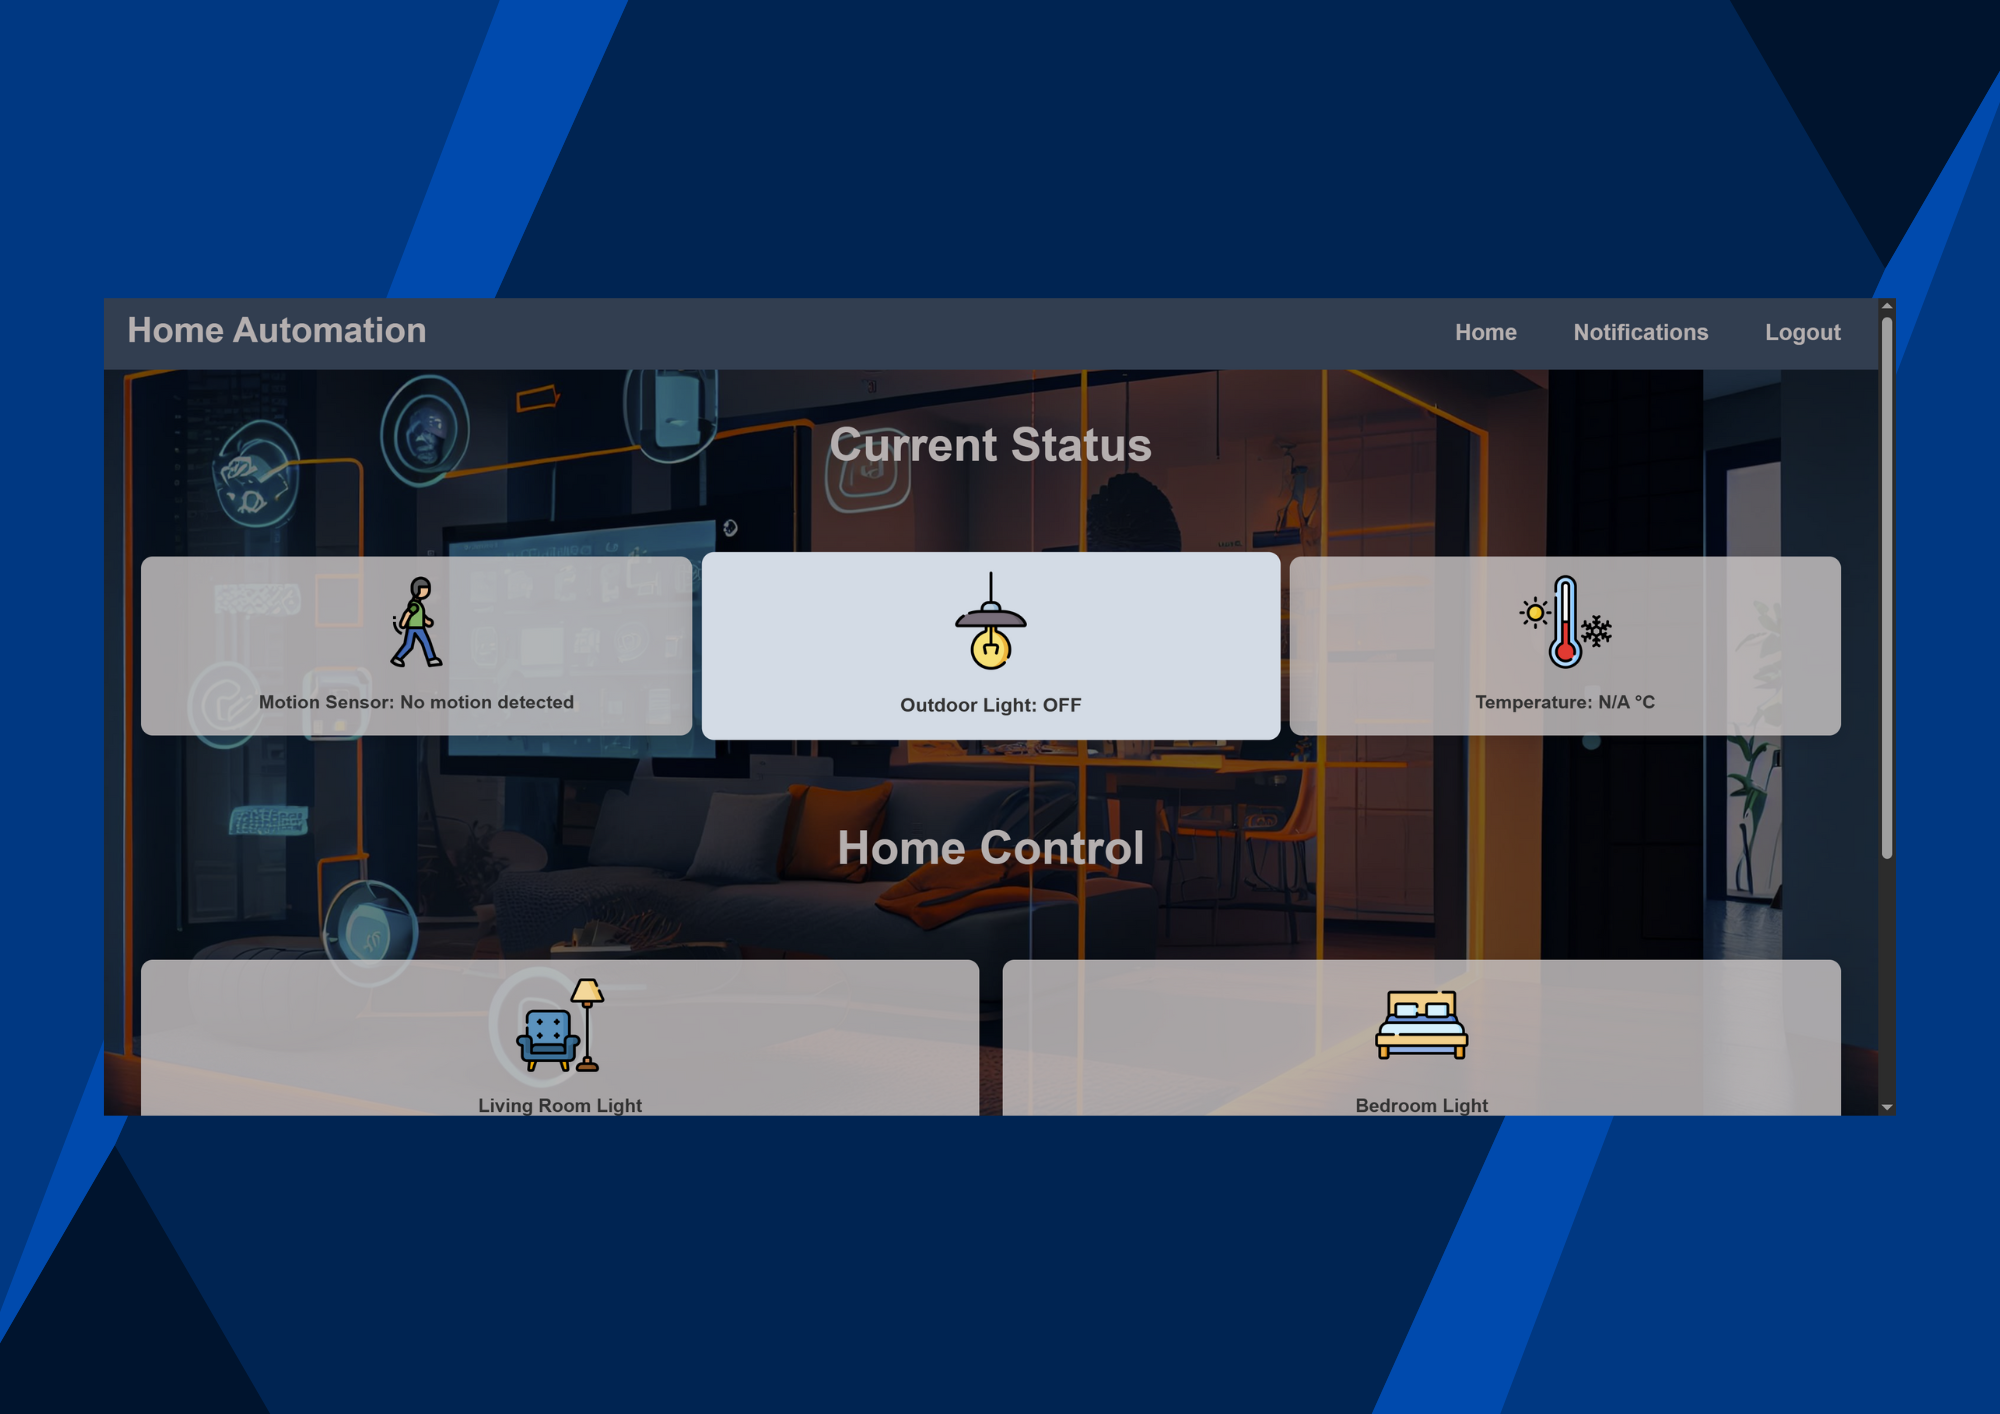 Home Automation
Home
Notifications
Logout
Current Status
Motion Sensor: No motion detected
Outdoor Light: OFF
Temperature: N/A °C
Home Control
Living Room Light
Bedroom Light